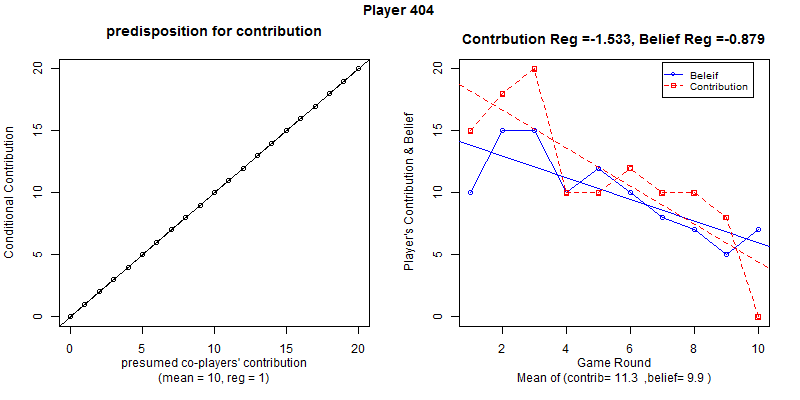 Player 404
predisposition for contribution
Conditional Contribution
20
15
10
5
0
0 5 10 15 20
presumed co-players' contribution
(mean = 10, reg = 1)
Contrbution Reg =-1.533, Belief Reg =-0.879
Player's Contribution & Belief
20
15
10
5
0
Beleif
Contribution
2 4 6 8 10
Game Round
Mean of (contrib= 11.3 ,belief= 9.9 )